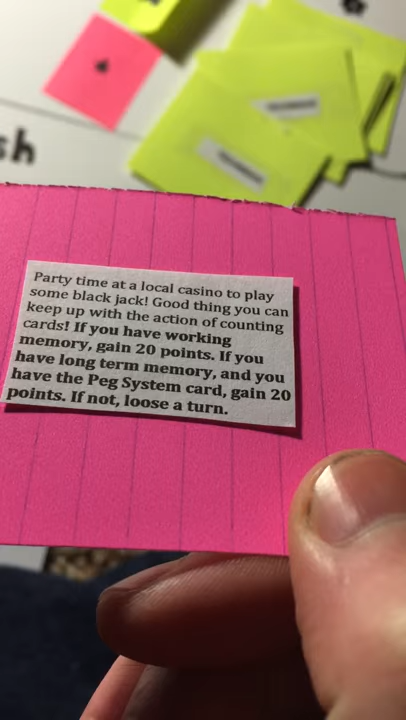 sh
Party time at a local casino to play
some black jack! Good thing you can
keep up with the action of counting
cards! If you have working
memory, gain 20 points. If you
have long term memory, and you
have the Peg System card, gain 20
points. If not, loose a turn.